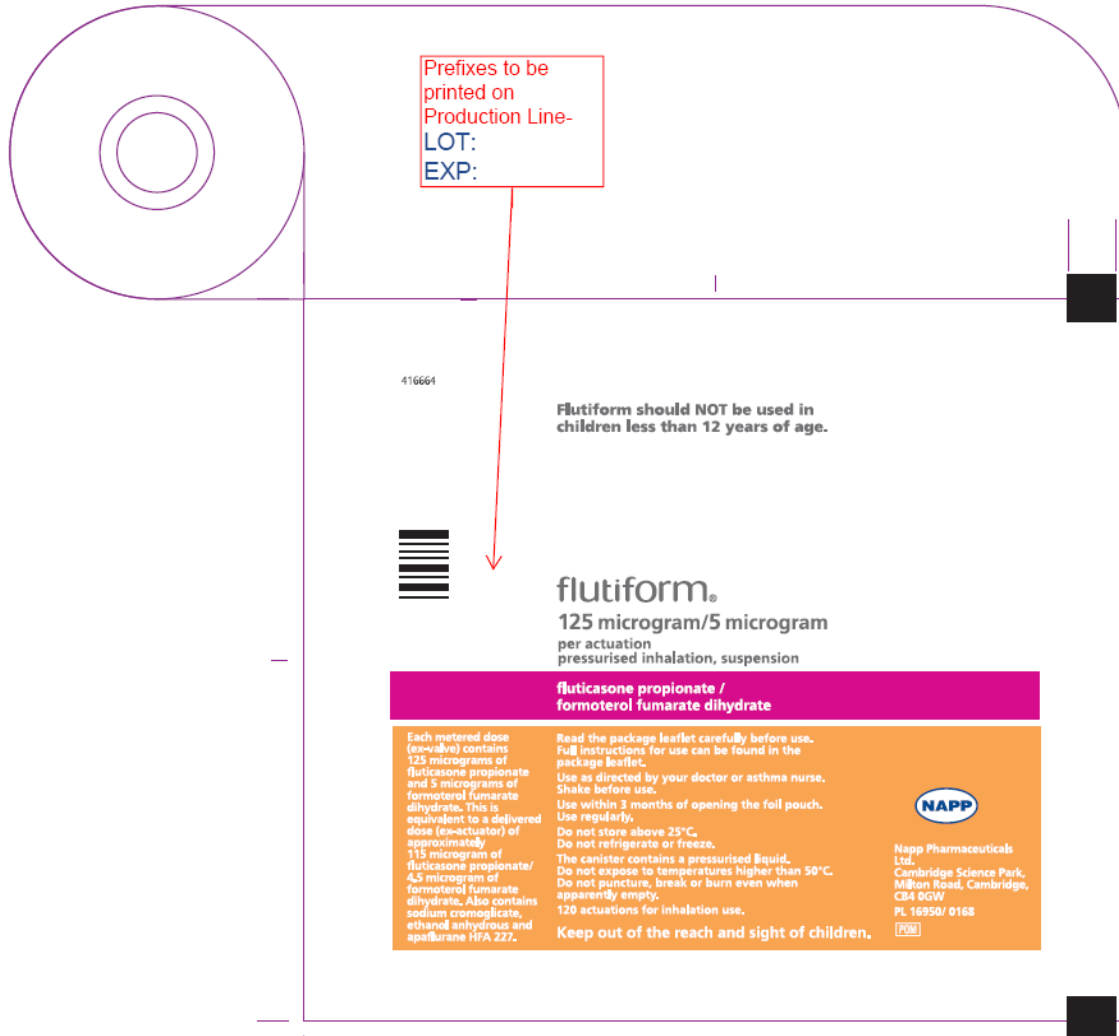 Prefixes to be
printed on
Production Line-
LOT:
EXP:
416664
Flutiform should NOT be used in
children less than 12 years of age.
flutiform®
125 microgram/5 microgram
per actuation
pressurised inhalation, suspension
fluticasone propionate /
formoterol fumarate dihydrate
Each metered dose
(ex-valve) contains
125 micrograms of
fluticasone propionate
and 5 micrograms of
formoterol fumarate
dihydrate. This is
equivalent to a delivered
dose (ex-actuator) of
approximately
115 microgram of
fluticasone propionate/
4.5 microgram of
formoterol fumarate
dihydrate. Also contains
sodium cromoglicate,
ethanol anhydrous and
apaflurane HFA 227.
Read the package leaflet carefully before use.
Full instructions for use can be found in the
package leaflet.
Use as directed by your doctor or asthma nurse.
Shake before use.
Use within 3 months of opening the foil pouch.
Use regularly.
Do not store above 25°C.
Do not refrigerate or freeze.
The canister contains a pressurised liquid.
Do not expose to temperatures higher than 50°C.
Do not puncture, break or burn even when
apparently empty.
120 actuations for inhalation use.
Keep out of the reach and sight of children.
NAPP
Napp Pharmaceuticals
Ltd.
Cambridge Science Park,
Milton Road, Cambridge,
CB4 0GW
PL 16950/ 0168
POM